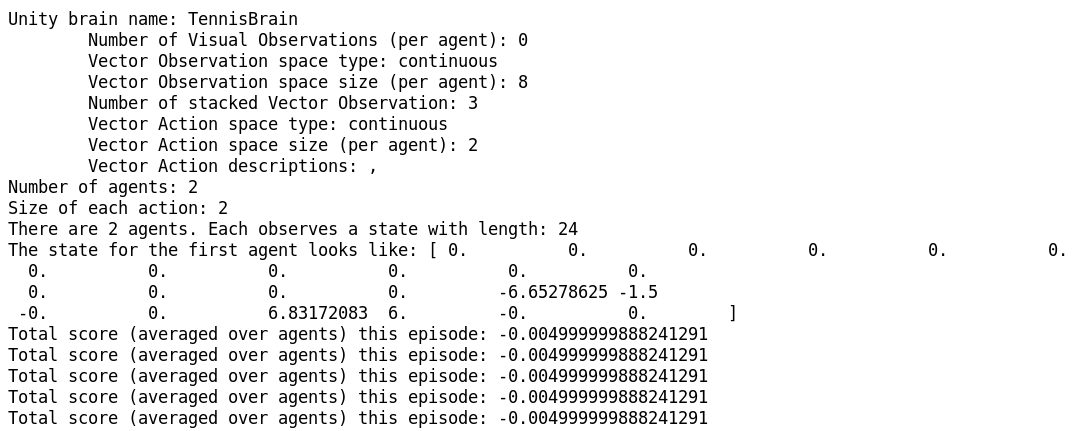 Unity brain name: TennisBrain
        Number of Visual Observations (per agent): 0
        Vector Observation space type: continuous
        Vector Observation space size (per agent): 8
        Number of stacked Vector Observation: 3
        Vector Action space type: continuous
        Vector Action space size (per agent): 2
        Vector Action descriptions: ,
Number of agents: 2
Size of each action: 2
There are 2 agents. Each observes a state with length: 24
The state for the first agent looks like: [ 0.          0.          0.          0.          0.          0.
  0.          0.          0.          0.          0.          0.
  0.          0.          0.          0.         -6.65278625 -1.5
 -0.          0.          6.83172083  6.         -0.          0.        ]
Total score (averaged over agents) this episode: -0.004999999888241291
Total score (averaged over agents) this episode: -0.004999999888241291
Total score (averaged over agents) this episode: -0.004999999888241291
Total score (averaged over agents) this episode: -0.004999999888241291
Total score (averaged over agents) this episode: -0.004999999888241291